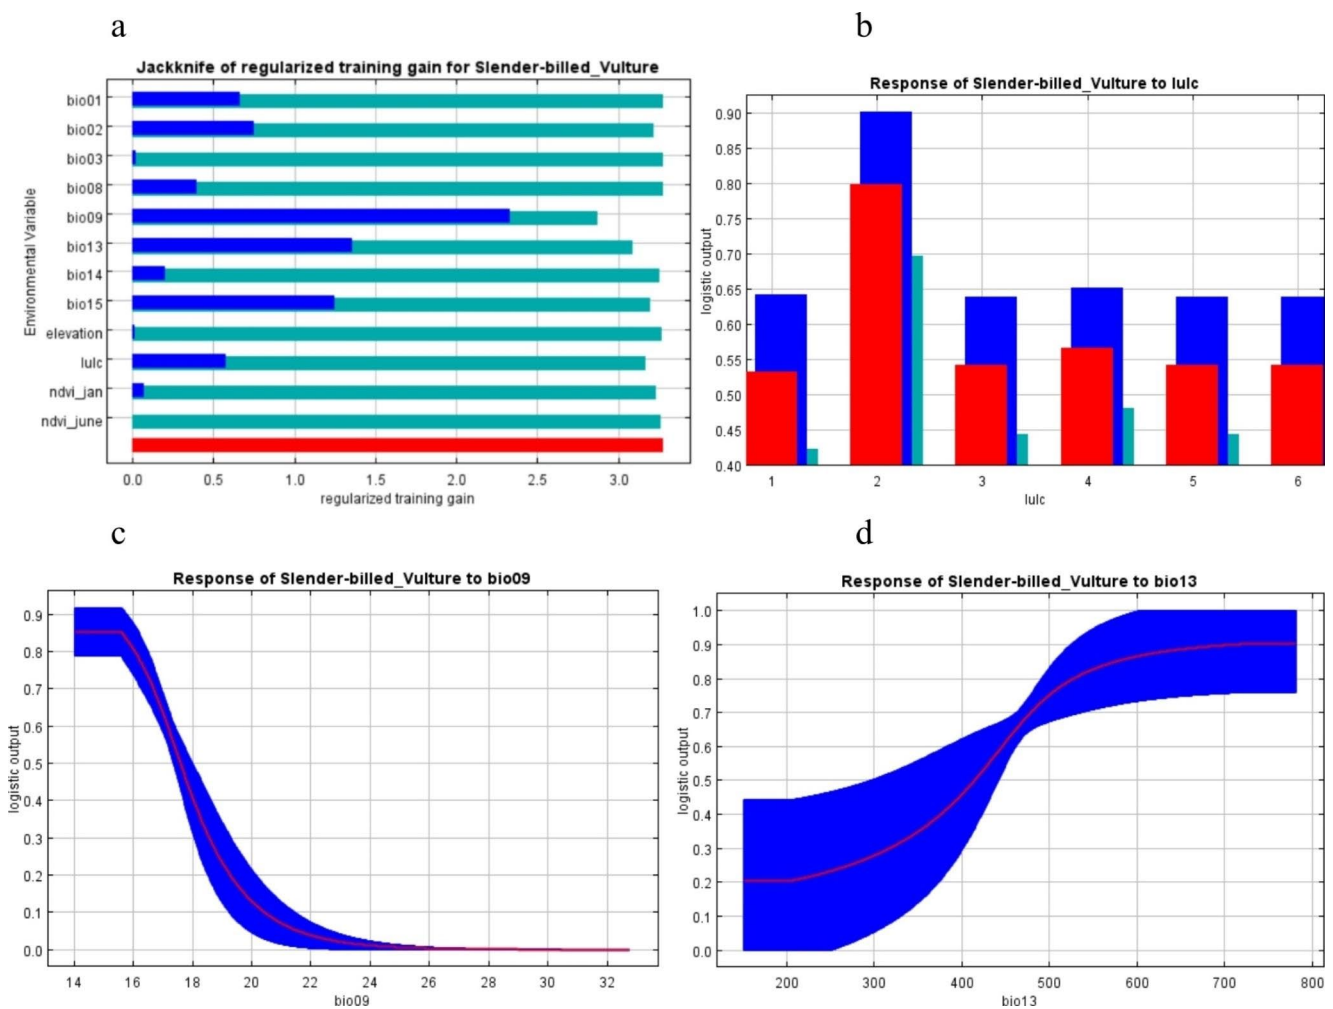 a
b
Jackknife of regularized training gain for Slender-billed_Vulture
Environmental Variable
bio01
bio02
bio03
bio08
bio09
bio13
bio14
bio15
elevation
lulc
ndvi_jan
ndvi_june
0.0 0.5 1.0 1.5 2.0 2.5 3.0
regularized training gain
Response of Slender-billed_Vulture to lulc
logistic output
0.90
0.85
0.80
0.75
0.70
0.65
0.60
0.55
0.50
0.45
0.40
1 2 3 4 5 6
lulc
c
d
Response of Slender-billed_Vulture to bio09
logistic output
0.9
0.8
0.7
0.6
0.5
0.4
0.3
0.2
0.1
0.0
14 16 18 20 22 24 26 28 30 32
bio09
Response of Slender-billed_Vulture to bio13
logistic output
1.0
0.9
0.8
0.7
0.6
0.5
0.4
0.3
0.2
0.1
0.0
200 300 400 500 600 700 800
bio13